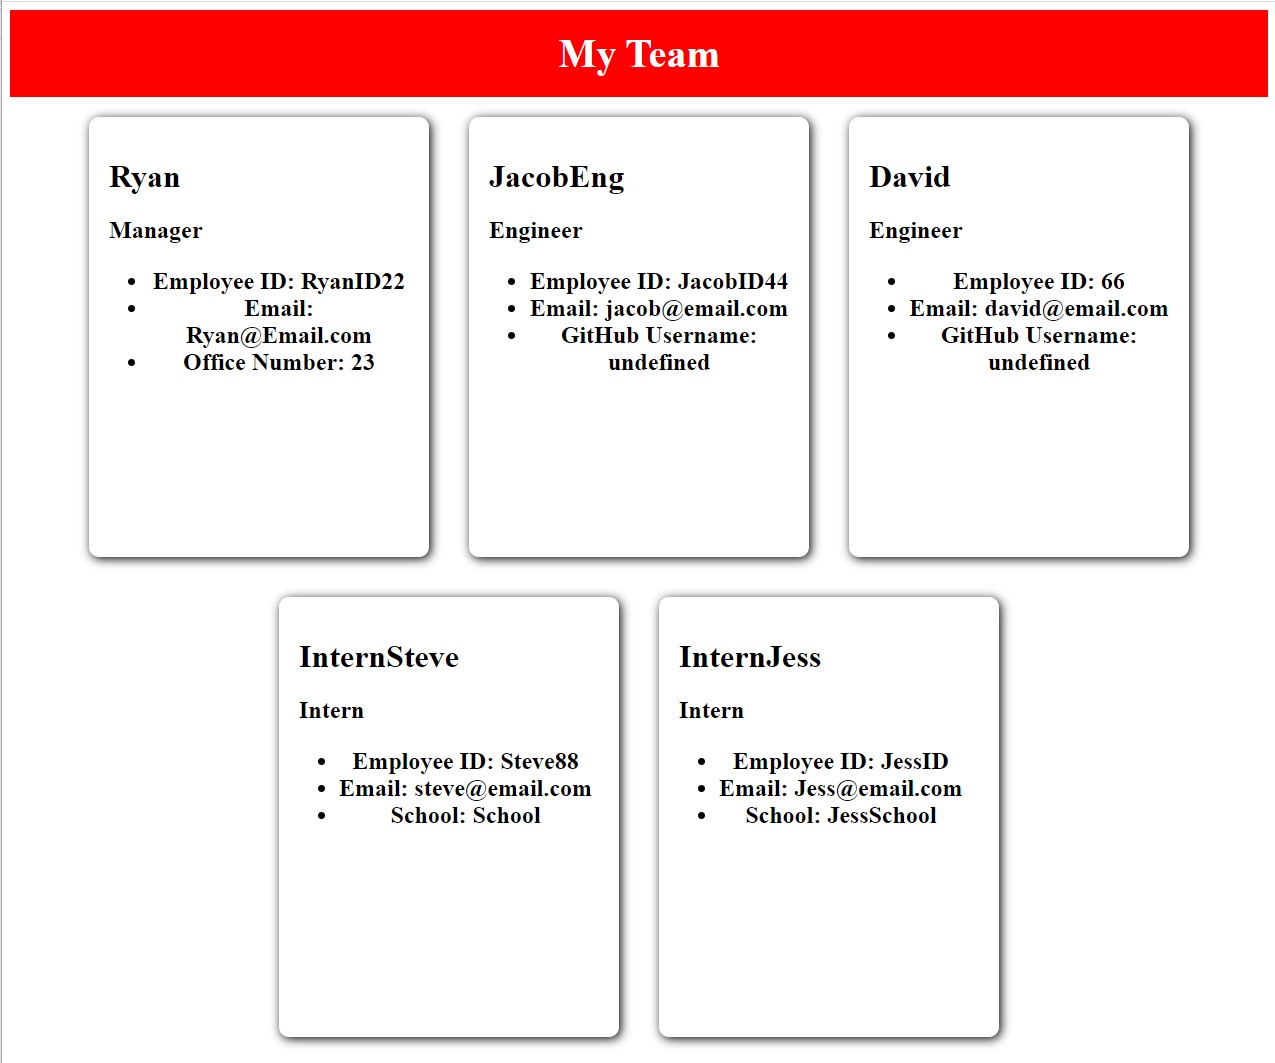 My Team
Ryan
Manager
Employee ID: RyanID22
Email:
Ryan@Email.com
Office Number: 23
JacobEng
Engineer
Employee ID: JacobID44
Email: jacob@email.com
GitHub Username:
undefined
David
Engineer
Employee ID: 66
Email: david@email.com
GitHub Username:
undefined
InternSteve
Intern
Employee ID: Steve88
Email: steve@email.com
School: School
InternJess
Intern
Employee ID: JessID
Email: Jess@email.com
School: JessSchool